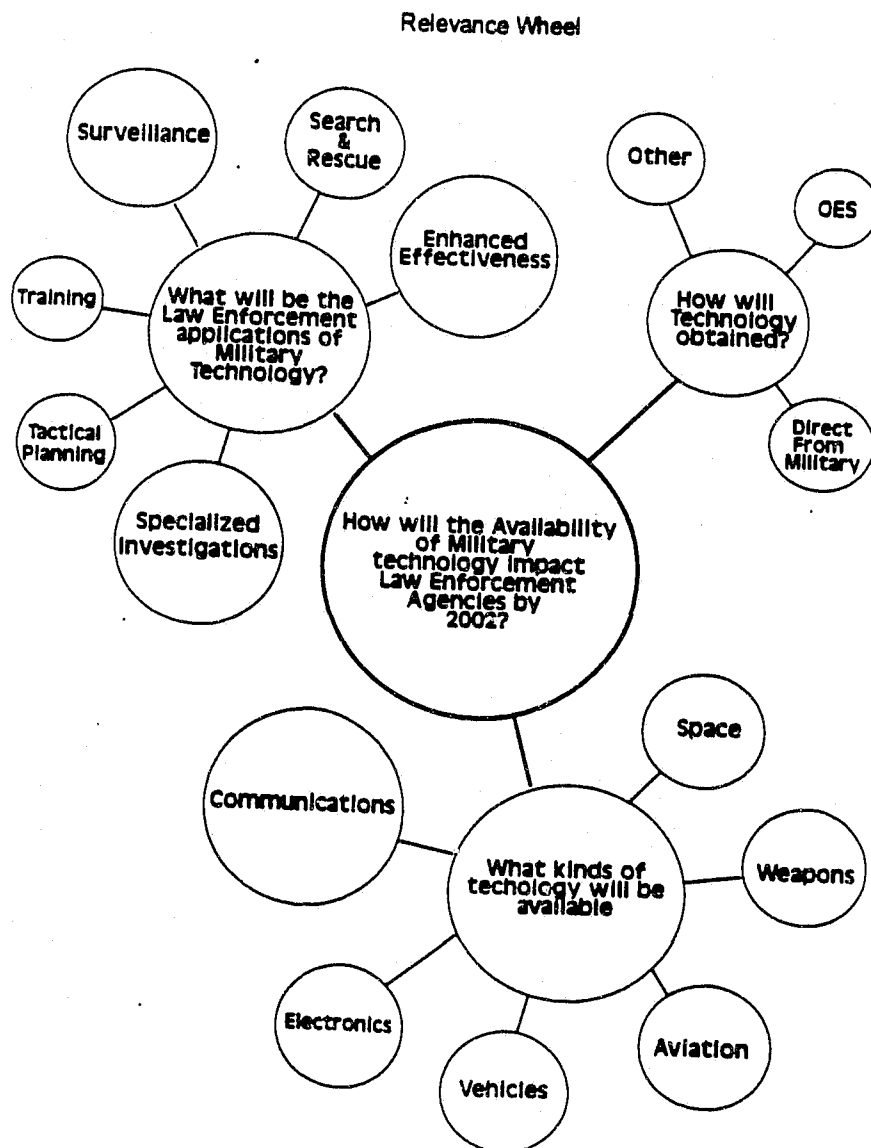 Relevance Wheel
Surveillance
Search
&
Rescue
Enhanced
Effectiveness
Training
What will be the
Law Enforcement
applications of
Military
Technology?
Tactical
Planning
Specialized
Investigations
Other
OES
How will
Technology
obtained?
Direct
From
Military
How will the Availability
of Military
technology impact
Law Enforcement
Agencies by
2002?
Space
Communications
What kinds of
techology will be
available
Weapons
Electronics
Vehicles
Aviation